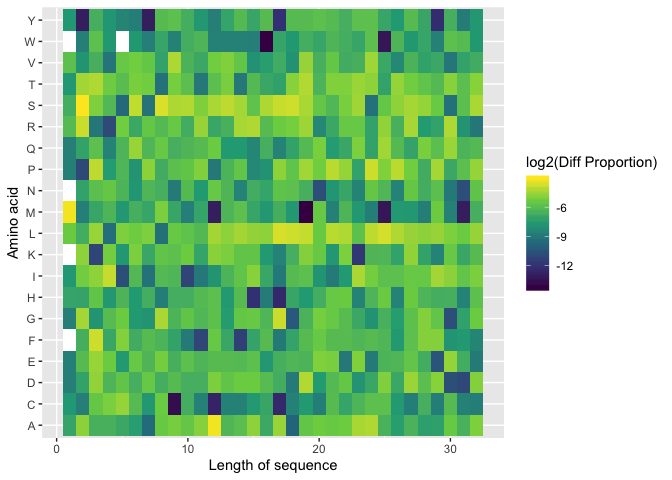 Y
W
V
T
S
R
Q
P
N
M
L
K
I
H
G
F
E
D
C
A
Amino acid
0 10 20 30
Length of sequence
log2(Diff Proportion)
-6
-9
-12